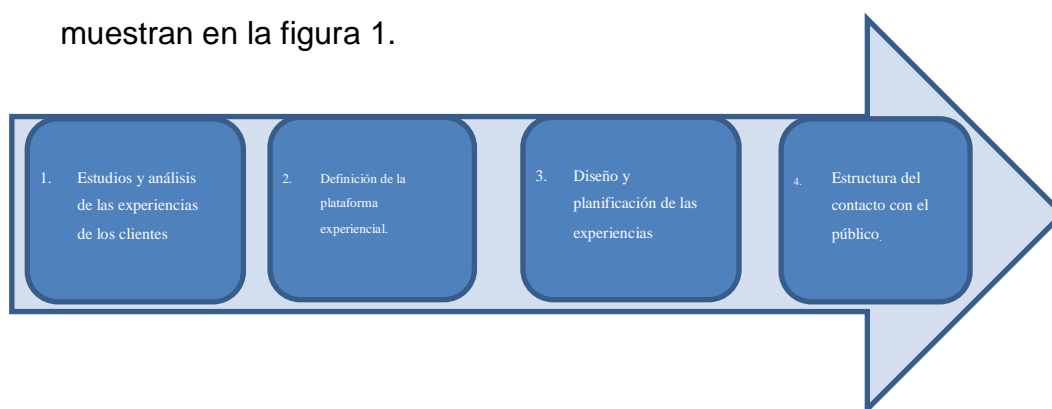 muestran en la figura 1.
1. Estudios y análisis
de las experiencias
de los clientes
2. Definición de la
plataforma
experiencial.
3. Diseño y
planificación de las
experiencias
4. Estructura del
contacto con el
público.